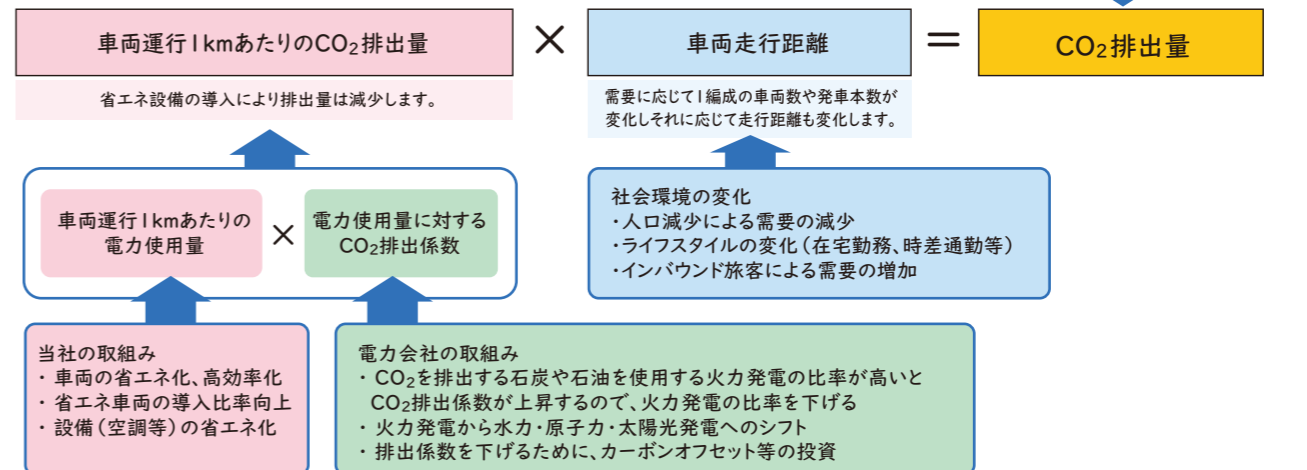 車両運行1kmあたりのCO₂排出量 × 車両走行距離 = CO₂排出量
省エネ設備の導入により排出量は減少します。
需要に応じて1編成の車両数や発車本数が
変化しそれに応じて走行距離も変化します。
車両運行1kmあたりの
電力使用量
×
電力使用量に対する
CO₂排出係数
社会環境の変化
・人口減少による需要の減少
・ライフスタイルの変化（在宅勤務、時差通勤等）
・インバウンド旅客による需要の増加
当社の取組み
・ 車両の省エネ化、高効率化
・ 省エネ車両の導入比率向上
・ 設備（空調等）の省エネ化
電力会社の取組み
・ CO₂を排出する石炭や石油を使用する火力発電の比率が高いと
CO₂排出係数が上昇するので、火力発電の比率を下げる
・ 火力発電から水力・原子力・太陽光発電へのシフト
・ 排出係数を下げるために、カーボンオフセット等の投資